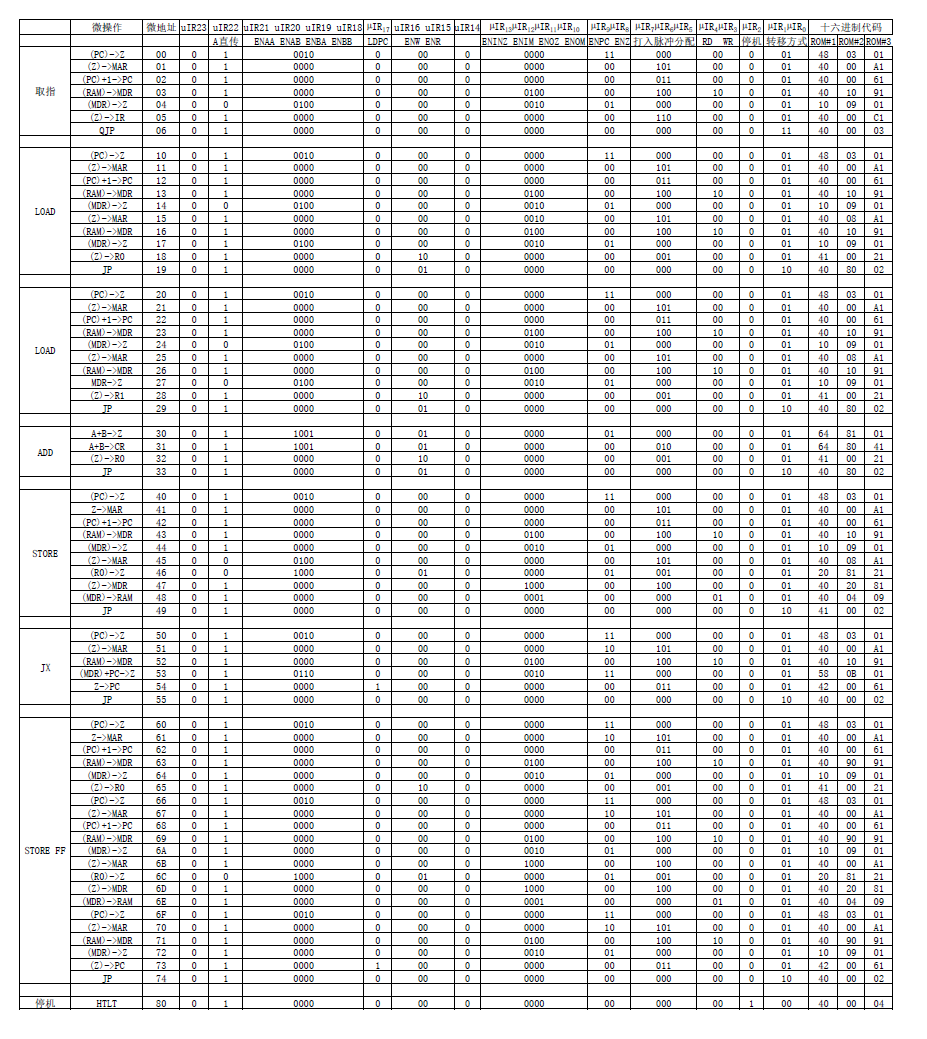 微操作 微地址 uIR23 uIR22 uIR21 uIR20 uIR19 uIR18 μIR17 uIR16 uIR15 uIR14 μIR13μIR12μIR11μIR10 μIR9μIR8 μIR7μIR6μIR5 μIR4μIR3 μIR2 μIR1μIR0 十六进制代码
A直传 ENAA ENAB ENBA ENBB LDPC ENW ENR ENINZ ENIM ENOZ ENOM ENPC ENZ 打入脉冲分配 RD WR 停机 转移方式 ROM#1 ROM#2 ROM#3
取指
(PC)->Z 00 0 1 0010 0 00 0 0000 11 000 00 0 01 48 03 01
(Z)->MAR 01 0 1 0000 0 00 0 0000 00 101 00 0 01 40 00 A1
(PC)+1->PC 02 0 1 0000 0 00 0 0000 00 011 00 0 01 40 00 61
(RAM)->MDR 03 0 1 0000 0 00 0 0100 00 100 10 0 01 40 10 91
(MDR)->Z 04 0 0 0100 0 00 0 0010 01 000 00 0 01 10 09 01
(Z)->IR 05 0 1 0000 0 00 0 0000 00 110 00 0 01 40 00 C1
QJP 06 0 1 0000 0 00 0 0000 00 000 00 0 11 40 00 03
LOAD
(PC)->Z 10 0 1 0010 0 00 0 0000 11 000 00 0 01 48 03 01
(Z)->MAR 11 0 1 0000 0 00 0 0000 00 101 00 0 01 40 00 A1
(PC)+1->PC 12 0 1 0000 0 00 0 0000 00 011 00 0 01 40 00 61
(RAM)->MDR 13 0 1 0000 0 00 0 0100 00 100 10 0 01 40 10 91
(MDR)->Z 14 0 0 0100 0 00 0 0010 01 000 00 0 01 10 09 01
(Z)->MAR 15 0 1 0000 0 00 0 0010 00 101 00 0 01 40 08 A1
(RAM)->MDR 16 0 1 0000 0 00 0 0100 00 100 10 0 01 40 10 91
(MDR)->Z 17 0 1 0100 0 00 0 0010 01 000 00 0 01 10 09 01
(Z)->R0 18 0 1 0000 0 10 0 0000 00 001 00 0 01 41 00 21
JP 19 0 1 0000 0 01 0 0000 00 000 00 0 10 40 80 02
LOAD
(PC)->Z 20 0 1 0010 0 00 0 0000 11 000 00 0 01 48 03 01
(Z)->MAR 21 0 1 0000 0 00 0 0000 00 101 00 0 01 40 00 A1
(PC)+1->PC 22 0 1 0000 0 00 0 0000 00 011 00 0 01 40 00 61
(RAM)->MDR 23 0 1 0000 0 00 0 0100 00 100 10 0 01 40 10 91
(MDR)->Z 24 0 0 0100 0 00 0 0010 01 000 00 0 01 10 09 01
(Z)->MAR 25 0 1 0000 0 00 0 0000 00 101 00 0 01 40 08 A1
(RAM)->MDR 26 0 1 0000 0 00 0 0100 00 100 10 0 01 40 10 91
MDR->Z 27 0 0 0100 0 00 0 0010 01 000 00 0 01 10 09 01
(Z)->R1 28 0 1 0000 0 10 0 0000 00 001 00 0 01 41 00 21
JP 29 0 1 0000 0 01 0 0000 00 000 00 0 10 40 80 02
ADD
A+B->Z 30 0 1 1001 0 01 0 0000 01 000 00 0 01 64 81 01
A+B->CR 31 0 1 1001 0 01 0 0000 00 010 00 0 01 64 80 41
(Z)->R0 32 0 1 0000 0 10 0 0000 00 001 00 0 01 41 00 21
JP 33 0 1 0000 0 01 0 0000 00 000 00 0 10 40 80 02
STORE
(PC)->Z 40 0 1 0010 0 00 0 0000 11 000 00 0 01 48 03 01
Z->MAR 41 0 1 0000 0 00 0 0000 00 101 00 0 01 40 00 A1
(PC)+1->PC 42 0 1 0000 0 00 0 0000 00 011 00 0 01 40 00 61
(RAM)->MDR 43 0 1 0000 0 00 0 0100 00 100 10 0 01 40 10 91
(MDR)->Z 44 0 1 0000 0 00 0 0010 01 000 00 0 01 10 09 01
(Z)->MAR 45 0 0 0100 0 00 0 0000 00 101 00 0 01 40 08 A1
(R0)->Z 46 0 0 1000 0 01 0 0000 01 001 00 0 01 20 81 21
(Z)->MDR 47 0 1 0000 0 00 0 1000 00 100 00 0 01 40 20 81
(MDR)->RAM 48 0 1 0000 0 00 0 0001 00 000 01 0 01 40 04 09
JP 49 0 1 0000 0 00 0 0000 00 000 00 0 10 41 00 02
JX
(PC)->Z 50 0 1 0010 0 00 0 0000 11 000 00 0 01 48 03 01
(Z)->MAR 51 0 1 0000 0 00 0 0000 10 101 00 0 01 40 00 A1
(RAM)->MDR 52 0 1 0000 0 00 0 0100 00 100 10 0 01 40 10 91
(MDR)+PC->Z 53 0 1 0110 0 00 0 0010 11 000 00 0 01 58 0B 01
Z->PC 54 0 1 0000 1 00 0 0000 00 011 00 0 01 42 00 61
JP 55 0 1 0000 0 00 0 0000 00 000 00 0 10 40 00 02
STORE FF
(PC)->Z 60 0 1 0010 0 00 0 0000 11 000 00 0 01 48 03 01
Z->MAR 61 0 1 0000 0 00 0 0000 10 101 00 0 01 40 00 A1
(PC)+1->PC 62 0 1 0000 0 00 0 0000 00 011 00 0 01 40 00 61
(RAM)->MDR 63 0 1 0000 0 00 0 0100 00 100 10 0 01 40 90 91
(MDR)->Z 64 0 1 0000 0 00 0 0010 01 000 00 0 01 10 09 01
(Z)->R0 65 0 1 0000 0 10 0 0000 00 001 00 0 01 41 00 21
(PC)->Z 66 0 1 0010 0 00 0 0000 11 000 00 0 01 48 03 01
(Z)->MAR 67 0 1 0000 0 00 0 0000 10 101 00 0 01 40 00 A1
(PC)+1->PC 68 0 1 0000 0 00 0 0000 00 011 00 0 01 40 00 61
(RAM)->MDR 69 0 1 0000 0 00 0 0100 00 100 10 0 01 40 90 91
(MDR)->Z 6A 0 1 0000 0 00 0 0010 01 000 00 0 01 10 09 01
(Z)->MAR 6B 0 1 0000 0 00 0 1000 00 100 00 0 01 40 00 A1
(R0)->Z 6C 0 0 1000 0 01 0 0000 01 001 00 0 01 20 81 21
(Z)->MDR 6D 0 1 0000 0 00 0 1000 00 100 00 0 01 40 20 81
(MDR)->RAM 6E 0 1 0000 0 00 0 0001 00 000 01 0 01 40 04 09
(PC)->Z 6F 0 1 0010 0 00 0 0000 11 000 00 0 01 48 03 01
(Z)->MAR 70 0 1 0000 0 00 0 0000 10 101 00 0 01 40 00 A1
(RAM)->MDR 71 0 1 0000 0 00 0 0100 00 100 10 0 01 40 90 91
(MDR)->Z 72 0 1 0000 0 00 0 0010 01 000 00 0 01 10 09 01
(Z)->PC 73 0 1 0000 1 00 0 0000 00 011 00 0 01 42 00 61
JP 74 0 1 0000 0 00 0 0000 00 000 00 0 10 40 00 02
停机 HTLT 80 0 1 0000 0 00 0 0000 00 000 00 1 00 40 00 04